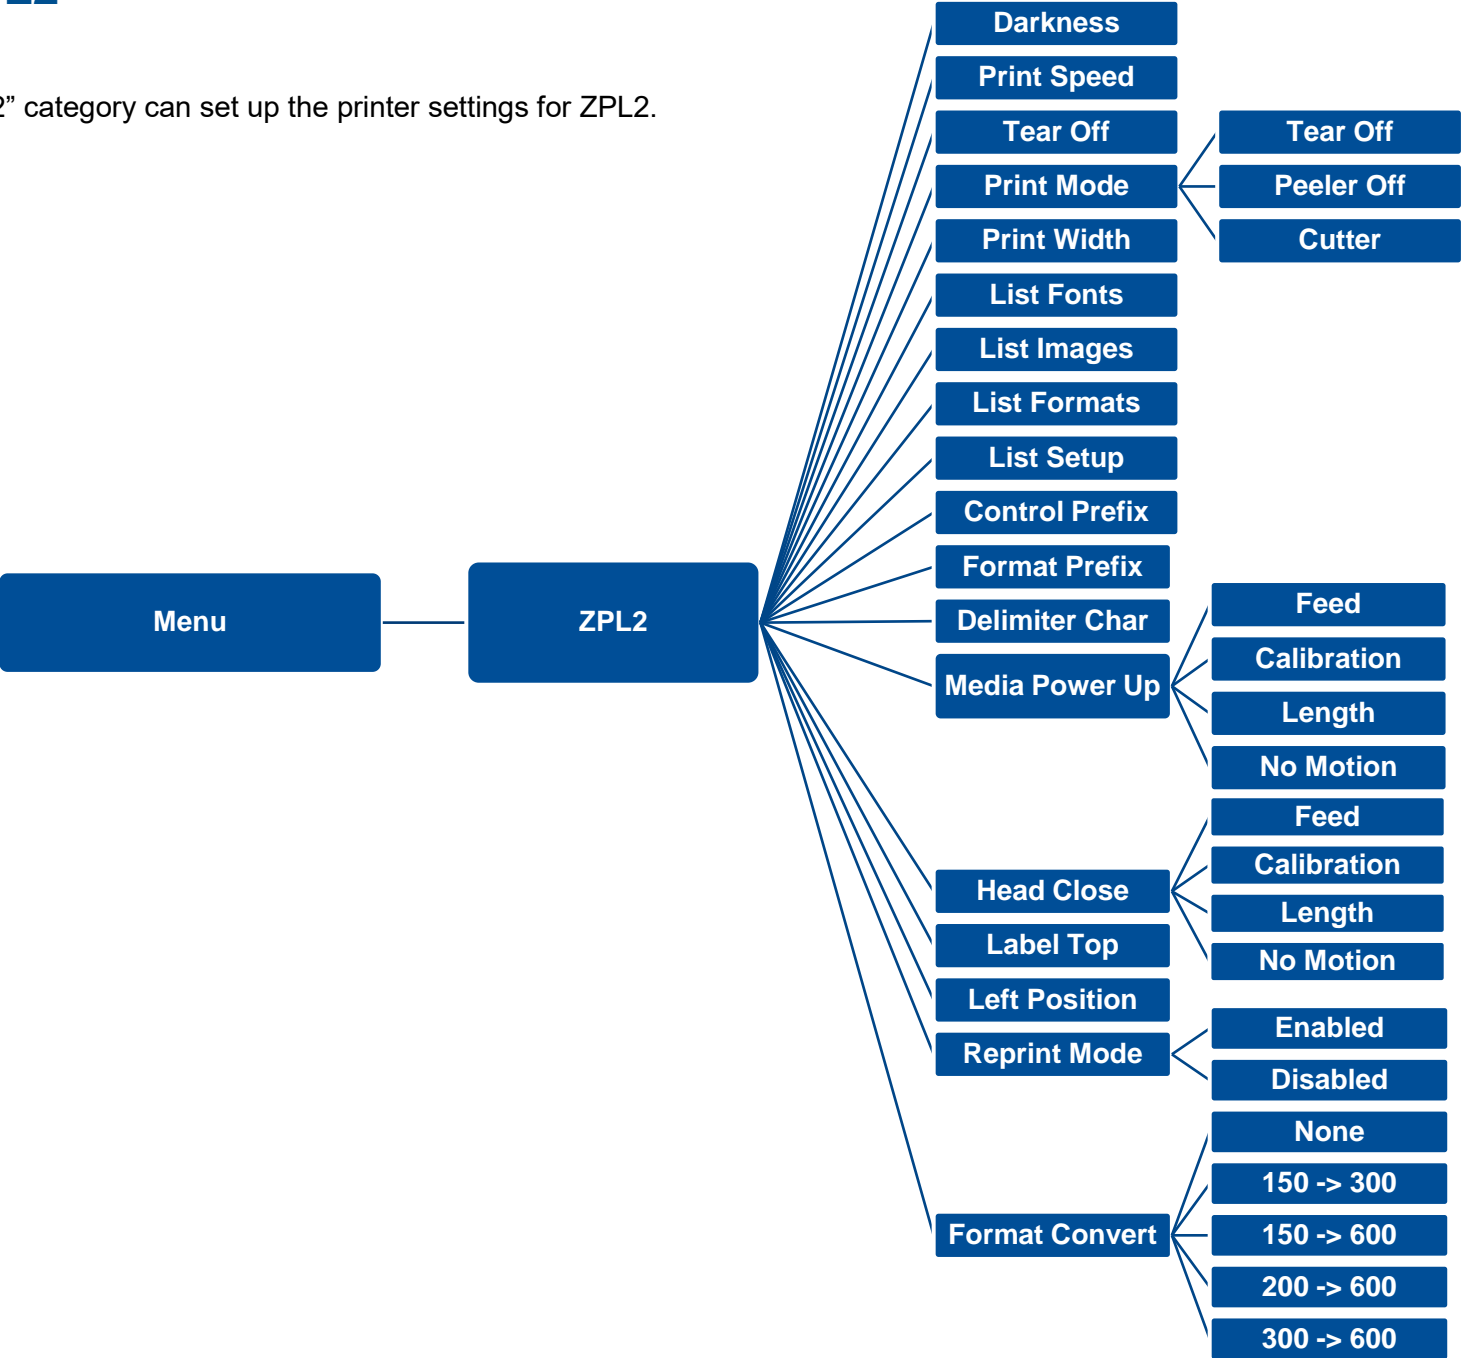 2" category can set up the printer settings for ZPL2.
Menu
ZPL2
Darkness
Print Speed
Tear Off
Print Mode
Tear Off
Peeler Off
Cutter
Print Width
List Fonts
List Images
List Formats
List Setup
Control Prefix
Format Prefix
Delimiter Char
Media Power Up
Feed
Calibration
Length
No Motion
Head Close
Feed
Calibration
Length
No Motion
Label Top
Left Position
Reprint Mode
Enabled
Disabled
Format Convert
None
150 -> 300
150 -> 600
200 -> 600
300 -> 600